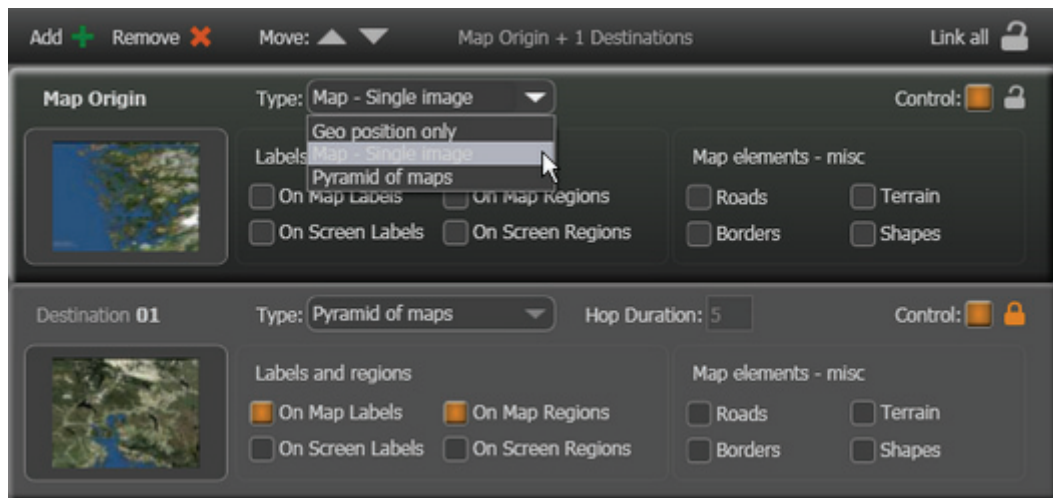 Add Remove Move: Map Origin + 1 Destinations Link all
Map Origin Type: Map - Single image Control:
Geo position only
Labels Map - Single image Map elements - misc
Pyramid of maps
On Map Labels On Map Regions Roads Terrain
On Screen Labels On Screen Regions Borders Shapes
Destination 01 Type: Pyramid of maps Hop Duration: 5 Control:
Labels and regions Map elements - misc
On Map Labels On Map Regions Roads Terrain
On Screen Labels On Screen Regions Borders Shapes